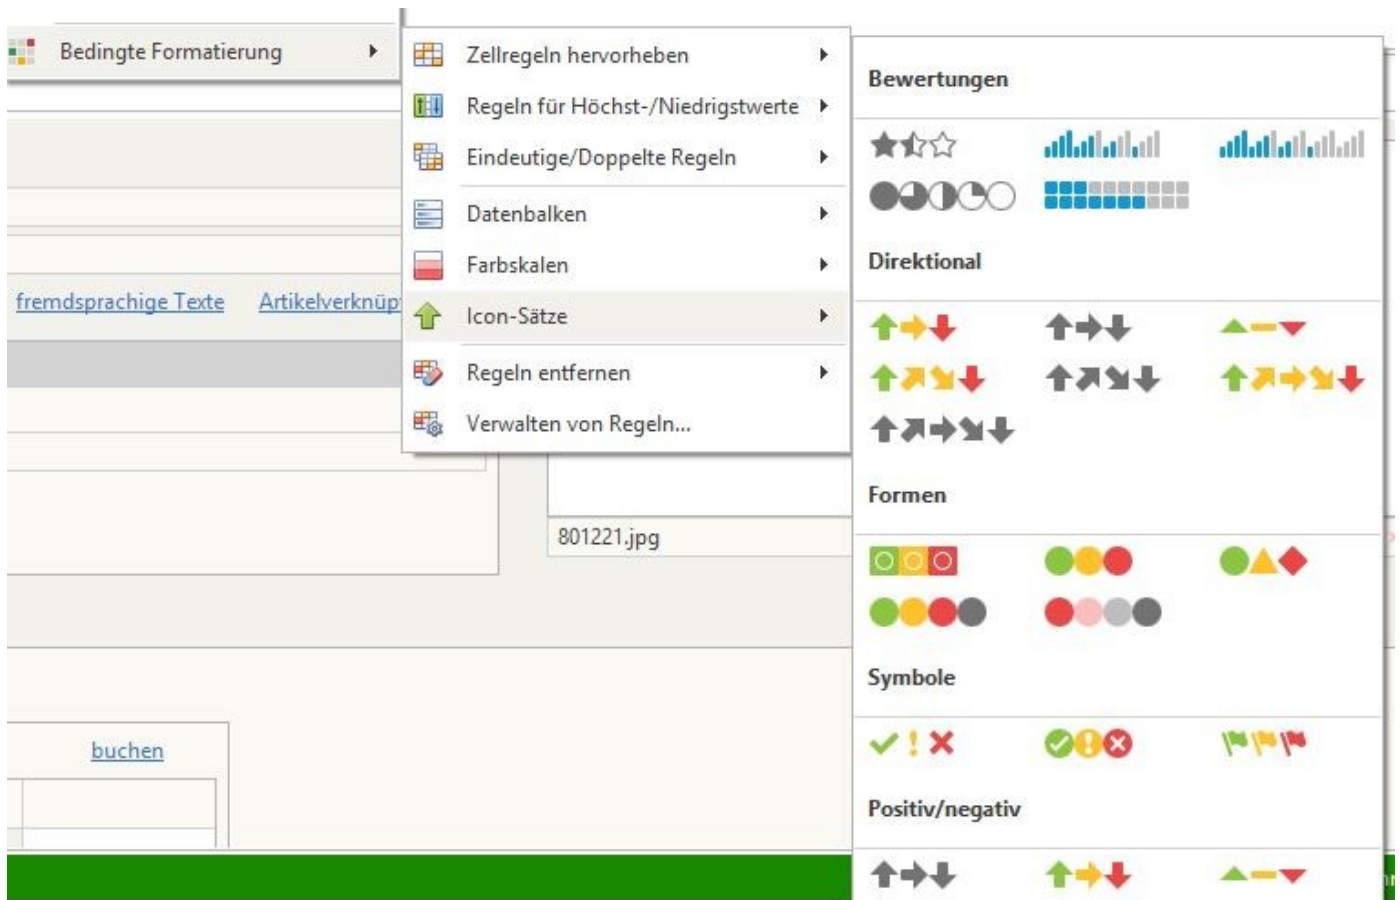 Bedingte Formatierung
Zellregeln hervorheben
Regeln für Höchst-/Niedrigstwerte
Eindeutige/Doppelte Regeln
Datenbalken
Farbskalen
Icon-Sätze
Regeln entfernen
Verwalten von Regeln...
Bewertungen
Direktional
Formen
Symbole
Positiv/negativ
fremdsprachige Texte
801221.jpg
buchen